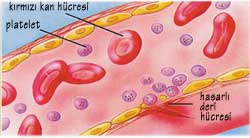 kırmızı kan hücresi
platelet
hasarlı
deri
hücresi